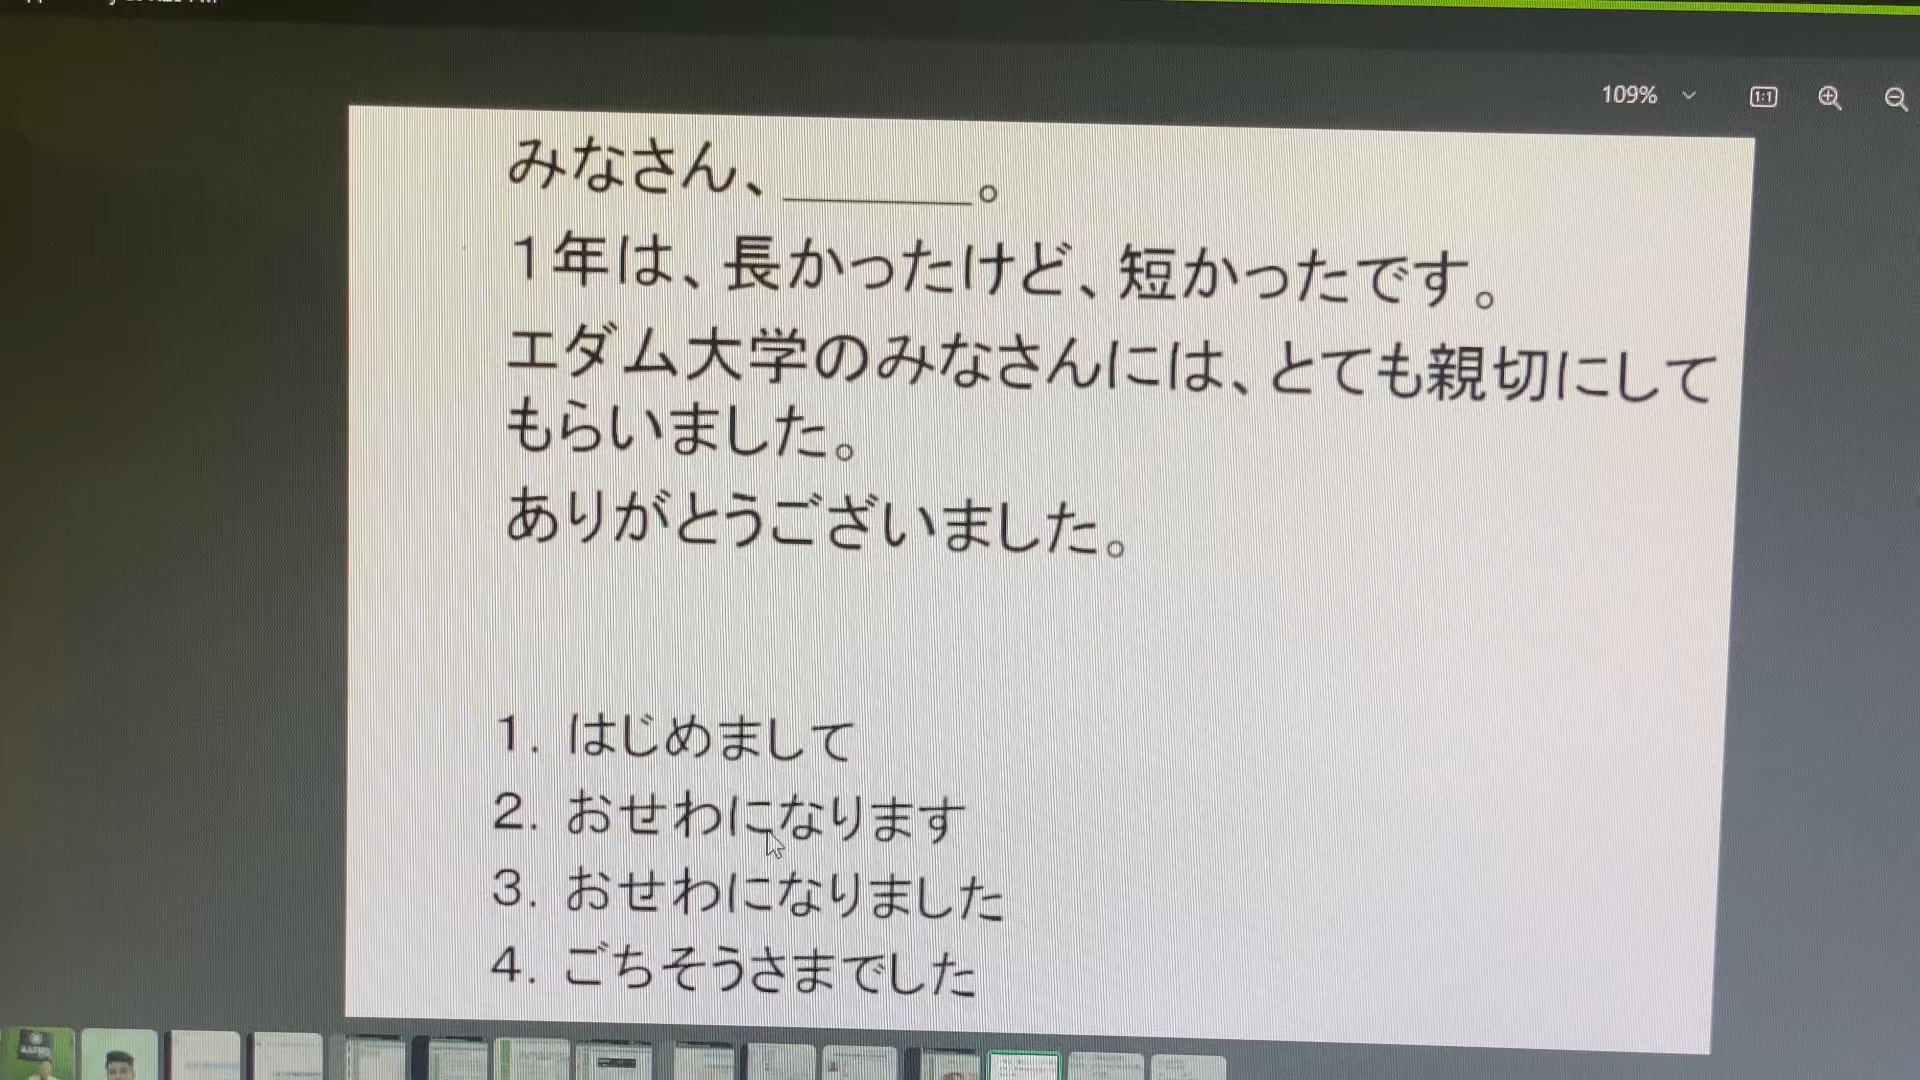 109%
1:1
みなさん、______。
1年は、長かったけど、短かったです。
エダム大学のみなさんには、とても親切にして
もらいました。
ありがとうございました。
1. はじめまして
2. おせわになります
3. おせわになりました
4. ごちそうさまでした